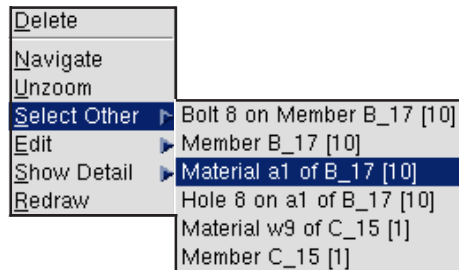 Delete
Navigate
Unzoom
Select Other
Edit
Show Detail
Redraw
Bolt 8 on Member B_17 [10]
Member B_17 [10]
Material a1 of B_17 [10]
Hole 8 on a1 of B_17 [10]
Material w9 of C_15 [1]
Member C_15 [1]